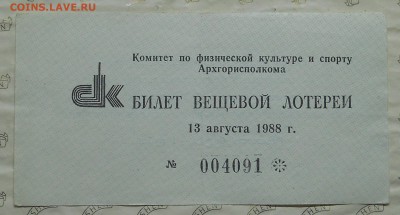 COINS.LAVE.RU
Комитет по физической культуре и спорту
Архгорисполкома
БИЛЕТ ВЕЩЕВОЙ ЛОТЕРЕИ
13 августа 1988 г.
№ 004091